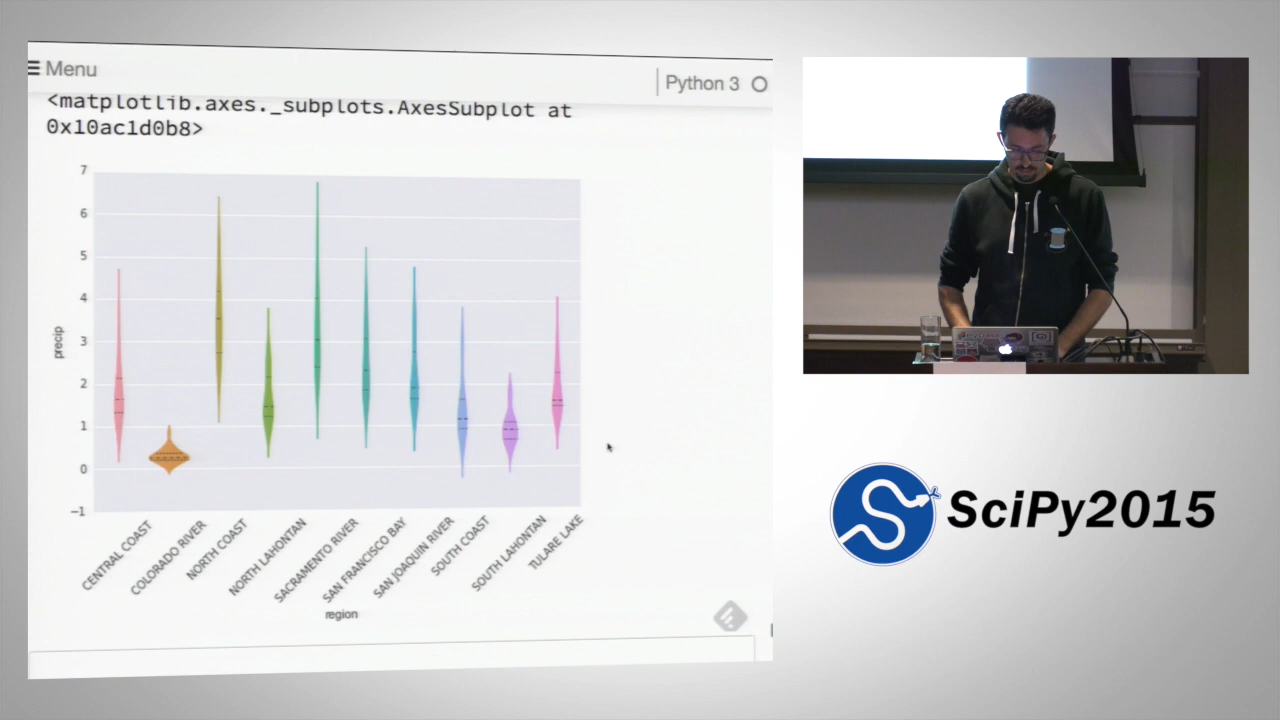 Menu
Python 3
<matplotlib.axes._subplots.AxesSubplot at
0x10ac1d0b8>
7
6
5
4
3
2
1
0
−1
precip
CENTRAL COAST
COLORADO RIVER
NORTH COAST
NORTH LAHONTAN
SACRAMENTO RIVER
SAN FRANCISCO BAY
SAN JOAQUIN RIVER
SOUTH COAST
SOUTH LAHONTAN
TULARE LAKE
region
SciPy2015